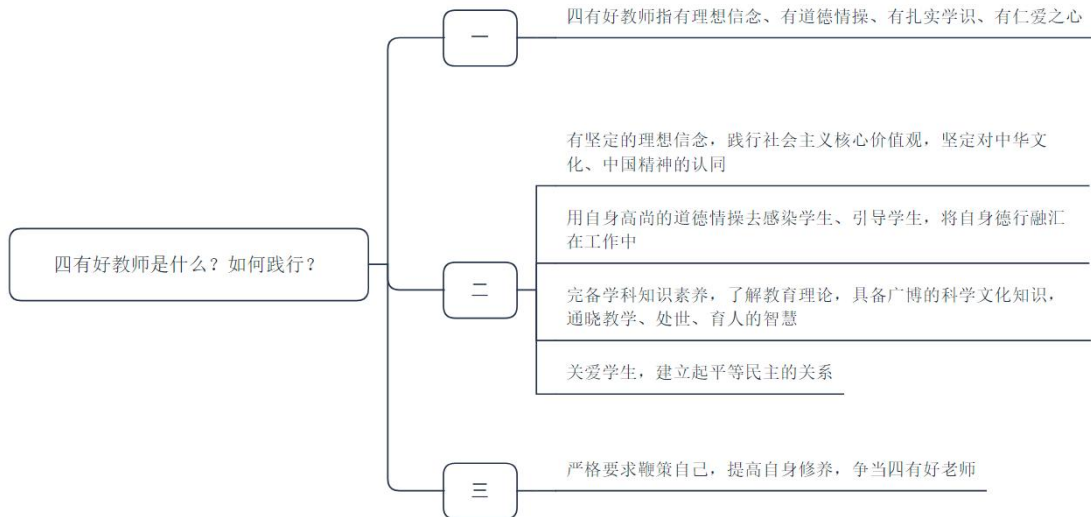 四有好教师是什么？如何践行？
一
四有好教师指有理想信念、有道德情操、有扎实学识、有仁爱之心
二
有坚定的理想信念，践行社会主义核心价值观，坚定对中华文
化、中国精神的认同
用自身高尚的道德情操去感染学生、引导学生，将自身德行融汇
在工作中
完备学科知识素养，了解教育理论，具备广博的科学文化知识，
通晓教学、处世、育人的智慧
关爱学生，建立起平等民主的关系
三
严格要求鞭策自己，提高自身修养，争当四有好老师